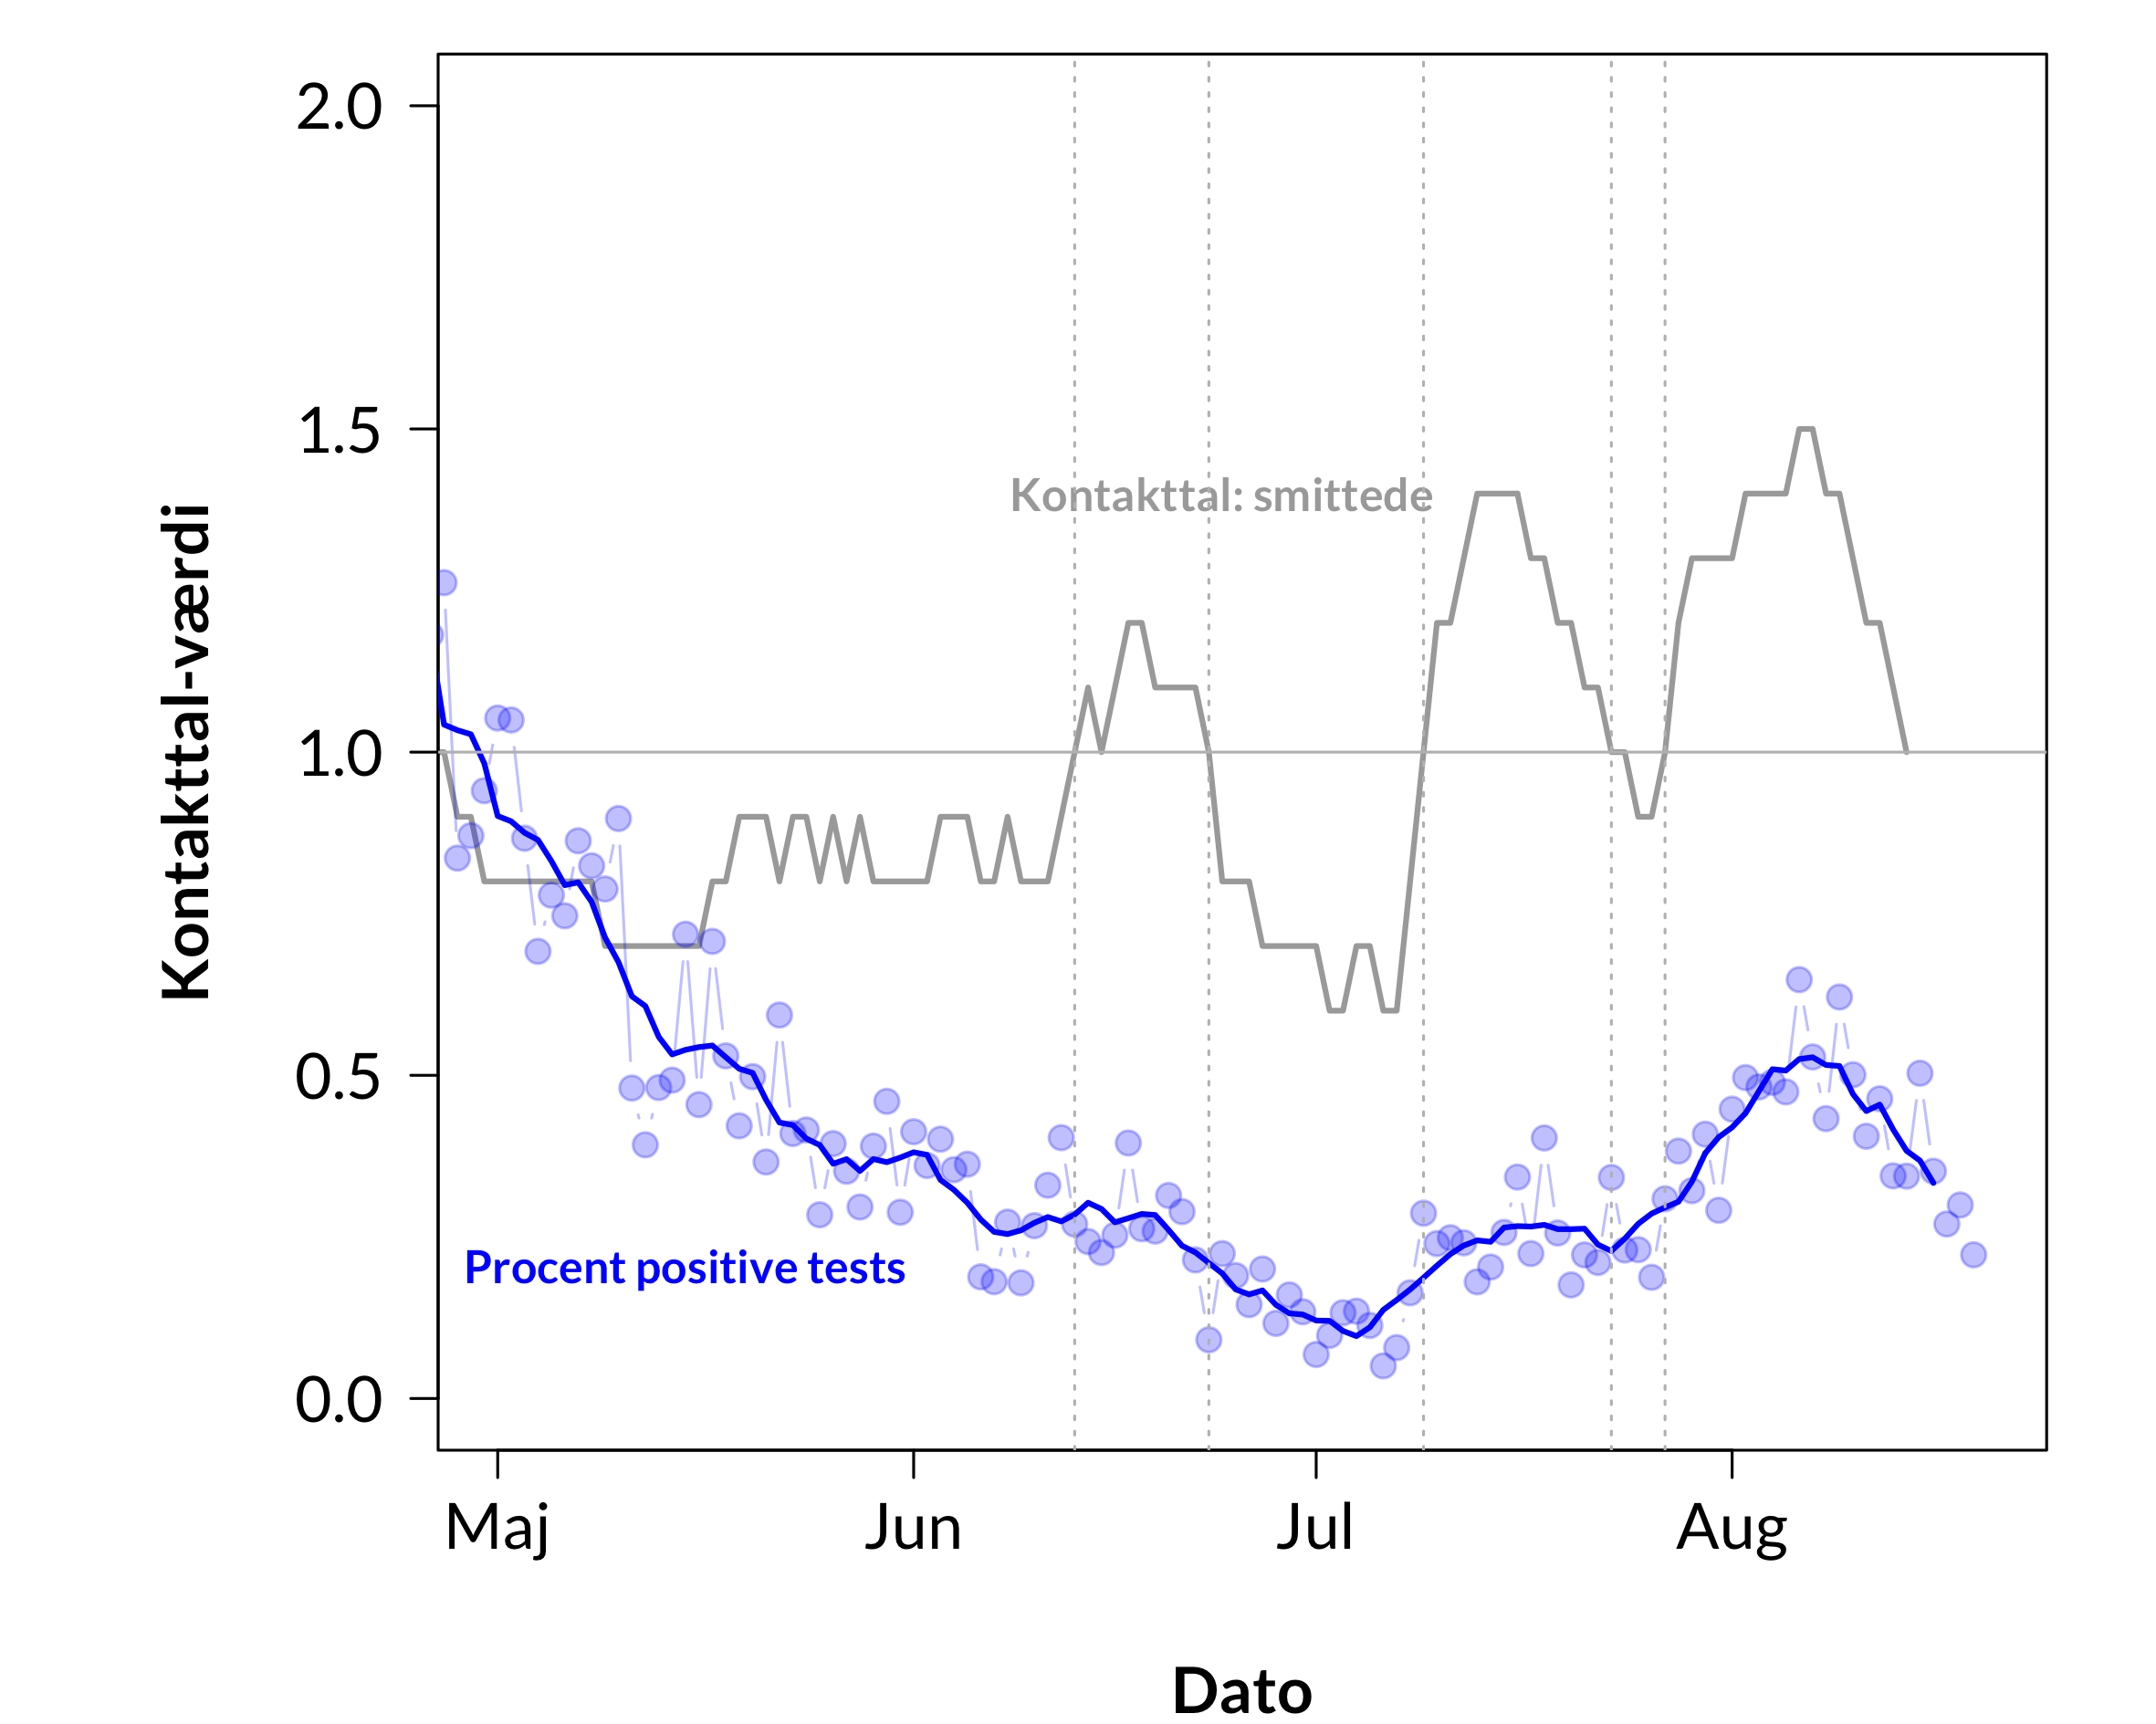 Kontakttal-værdi
2.0
1.5
1.0
0.5
0.0
Kontakttal: smittede
Procent positive tests
Maj
Jun
Jul
Aug
Dato